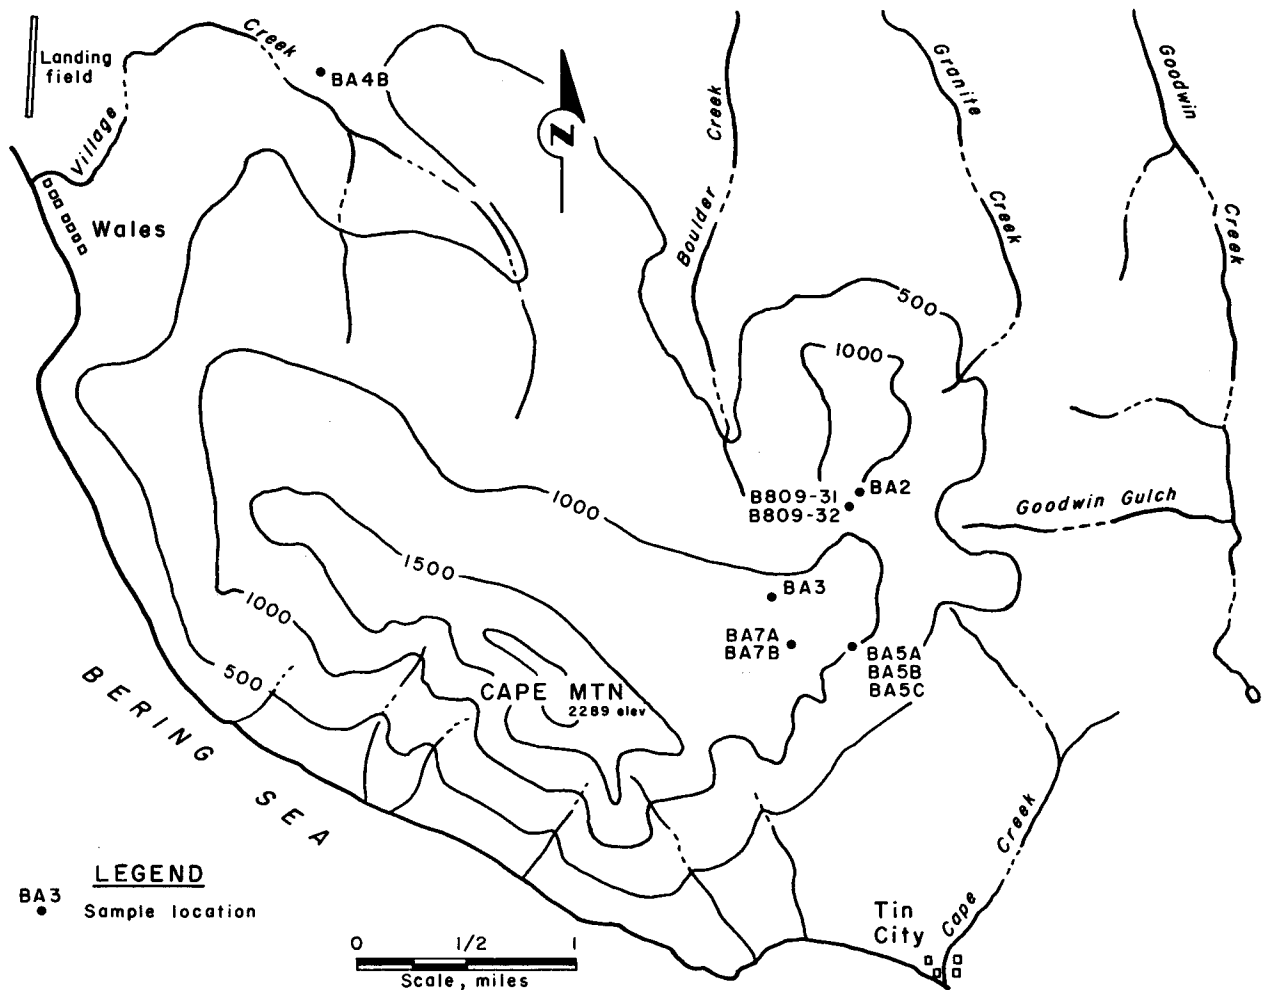 Landing
field
Creek
BA4B
Village
Wales
N
Boulder
Creek
Granite
Creek
Goodwin
Creek
500
1000
B809-31
B809-32
BA2
Goodwin Gulch
1000
1500
BA3
BA7A
BA7B
BA5A
BA5B
BA5C
1000
500
CAPE MTN
2289 elev
BERING SEA
LEGEND
BA3
Sample location
0 1/2 1
Scale, miles
Tin
City
Cape
Creek